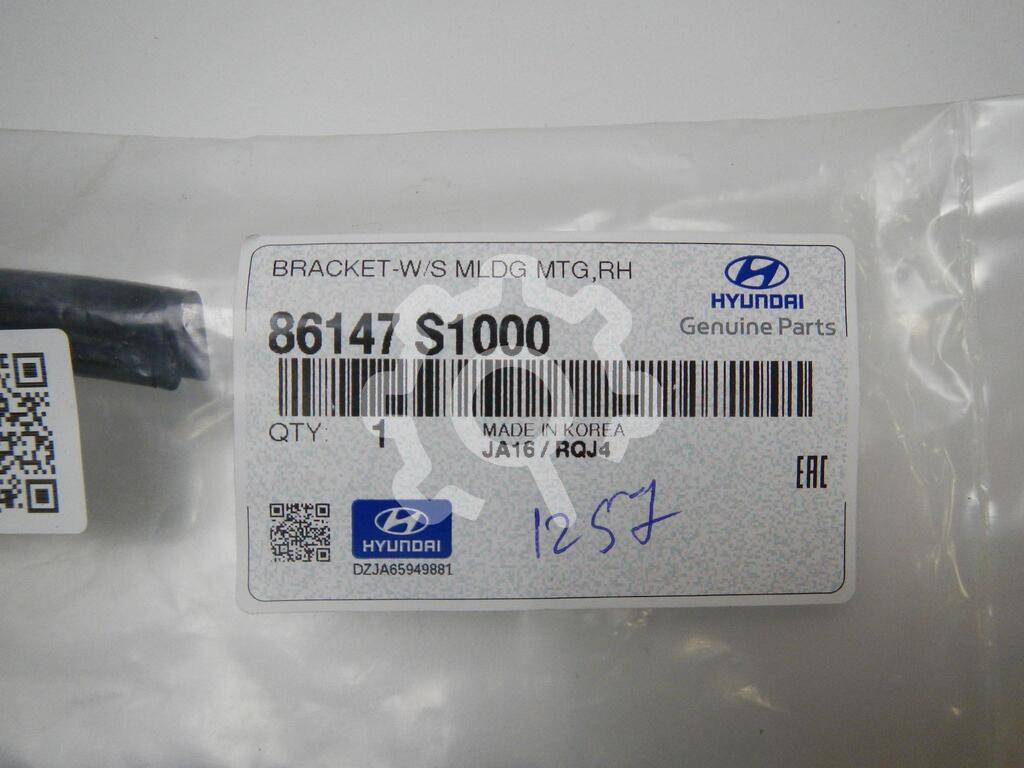 BRACKET-W/S MLDG MTG,RH
HYUNDAI
Genuine Parts
86147 S1000
QTY: 1
MADE IN KOREA
JA16 / RQJ4
EAC
1257
HYUNDAI
DZJA65949881